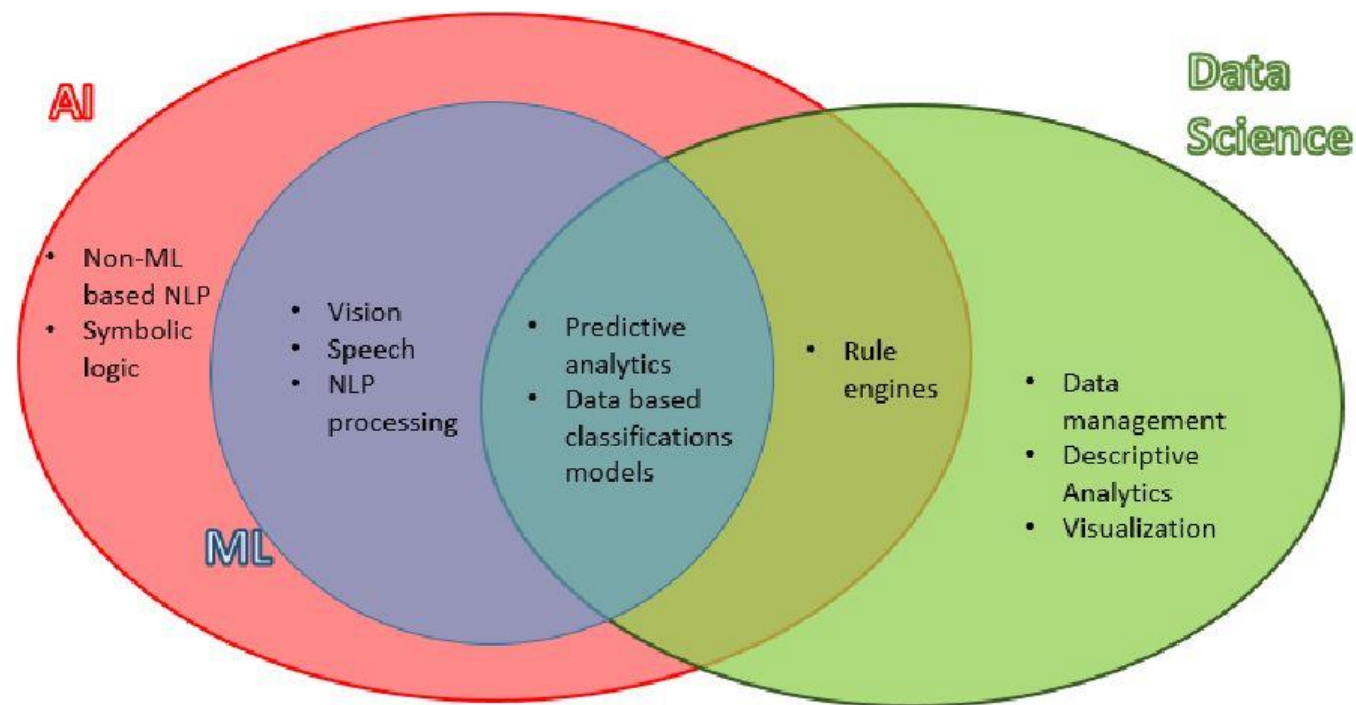 AI
Data
Science
• Non-ML
based NLP
• Symbolic
logic
• Vision
• Speech
• NLP
processing
• Predictive
analytics
• Data based
classifications
models
• Rule
engines
• Data
management
• Descriptive
Analytics
• Visualization
ML